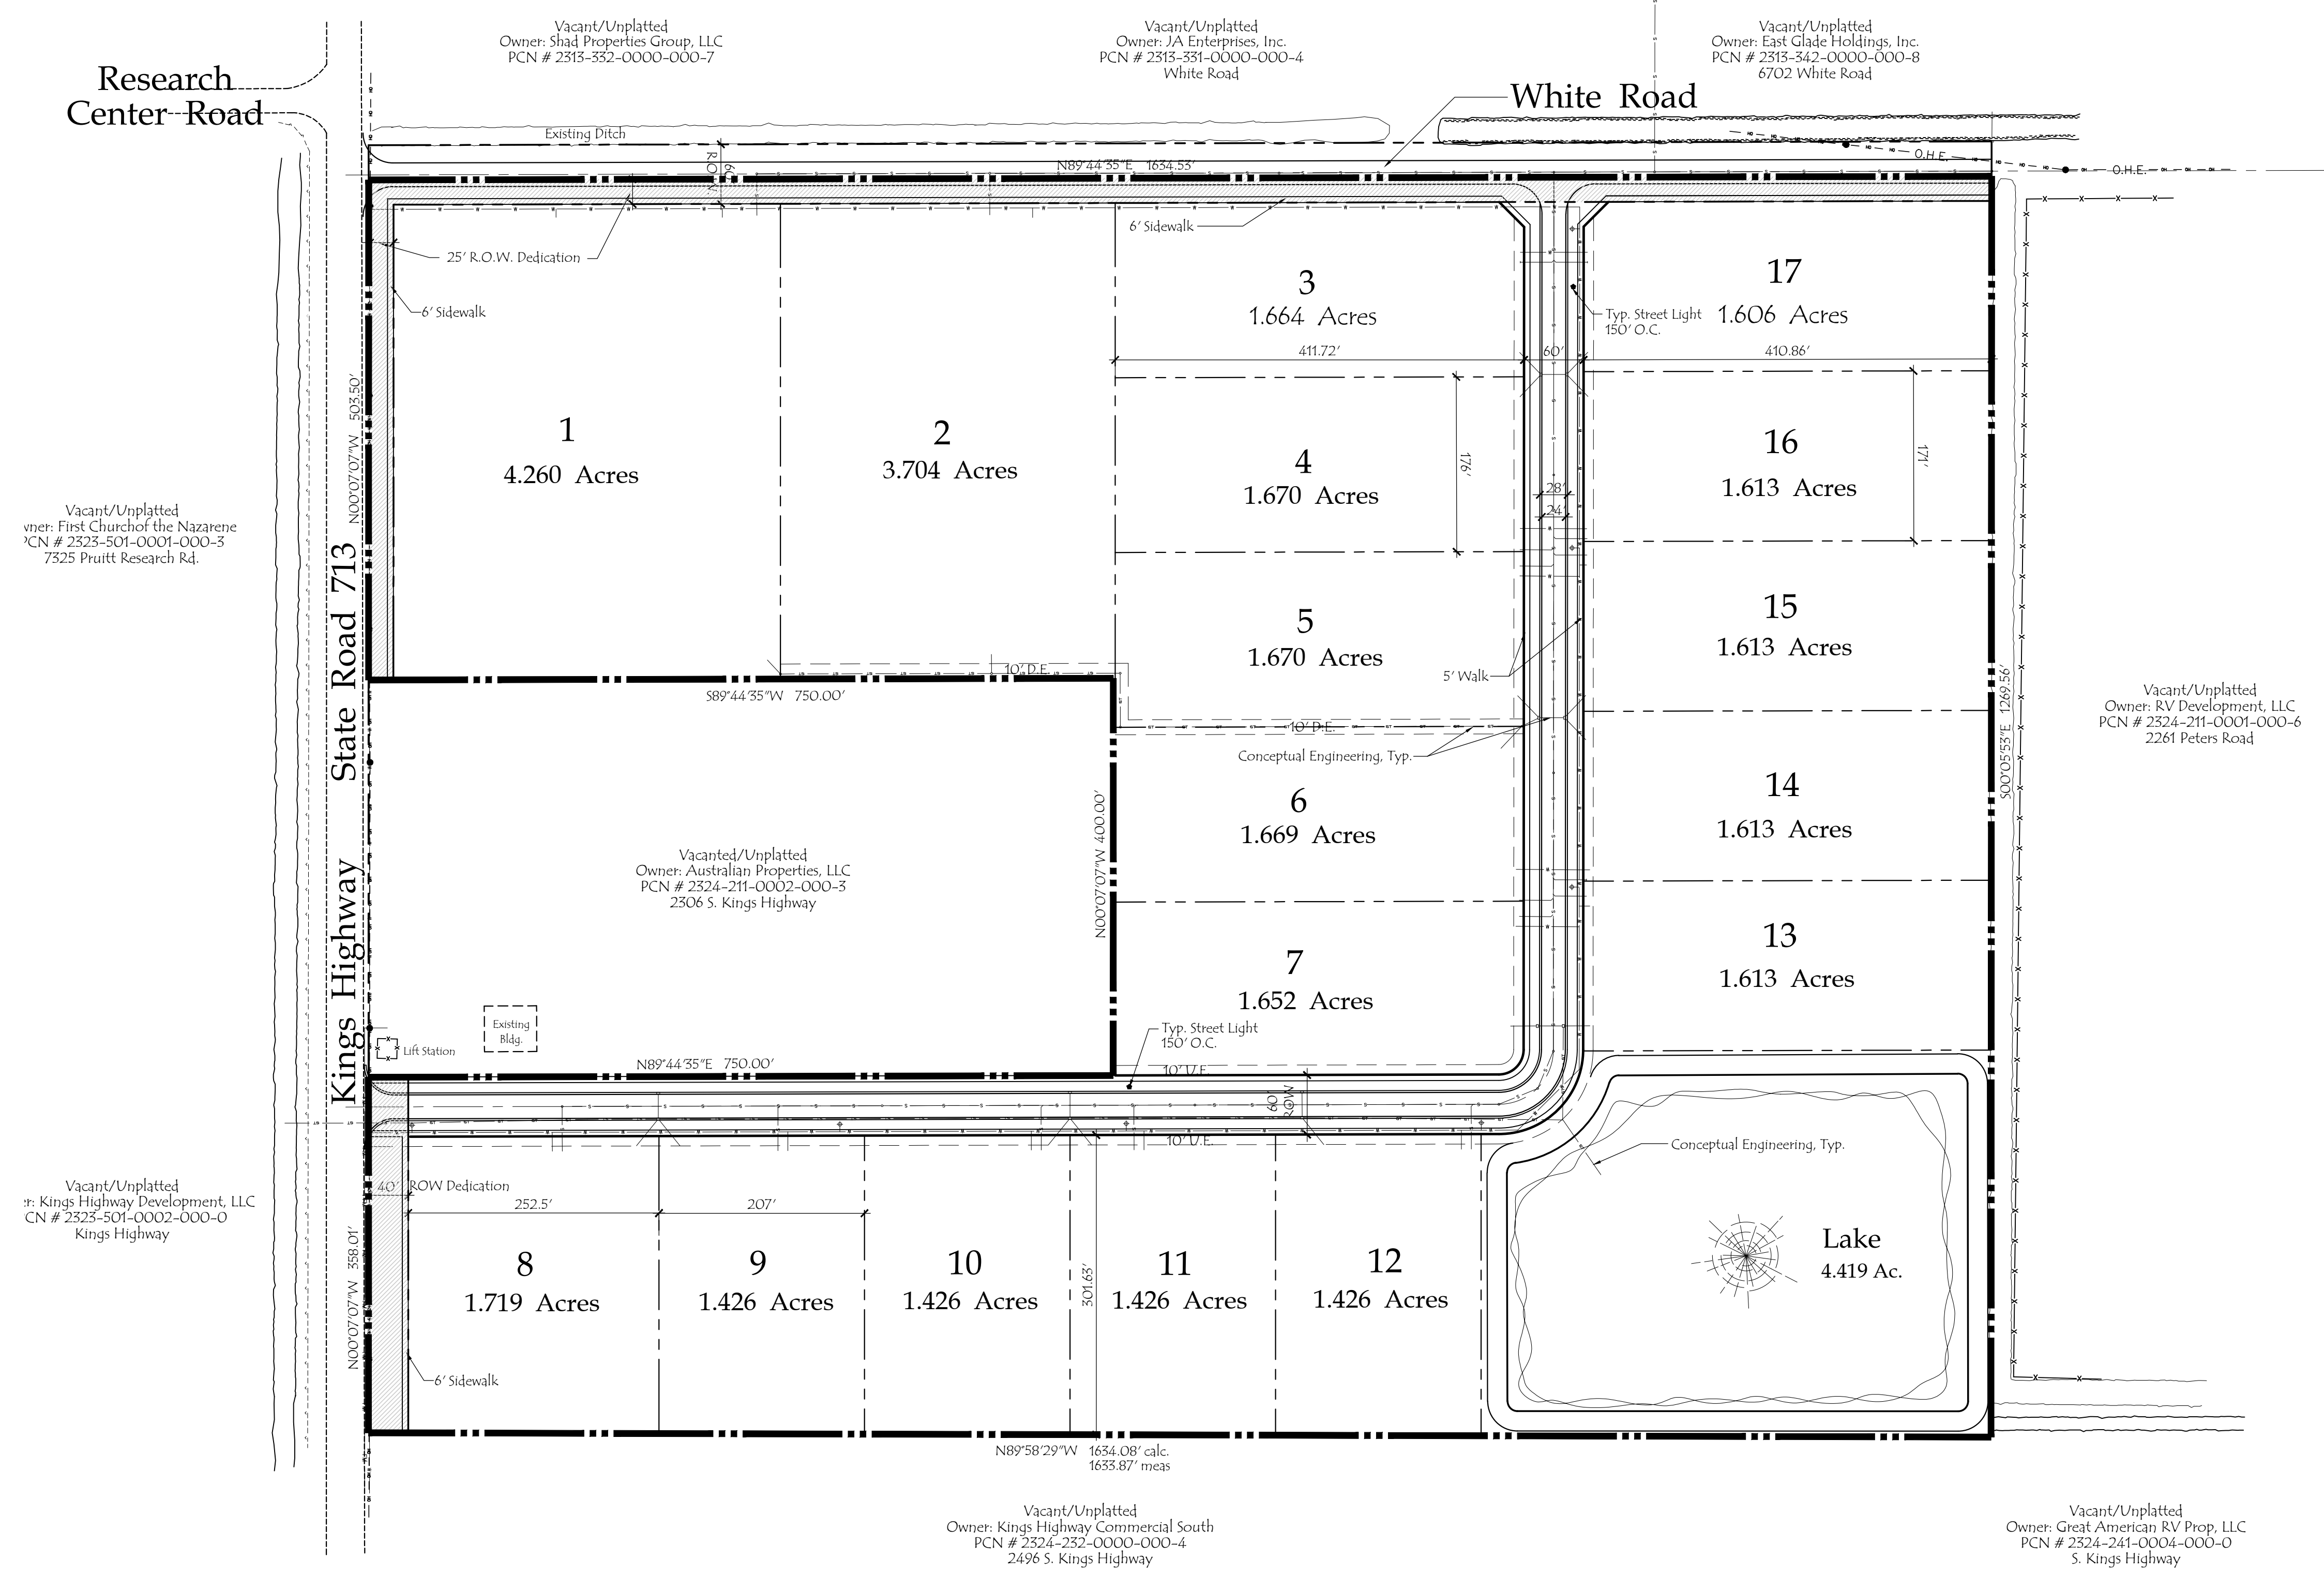 Vacant/Unplatted
Owner: Shad Properties Group, LLC
PCN # 2313-332-0000-000-7
Vacant/Unplatted
Owner: JA Enterprises, Inc.
PCN # 2313-331-0000-000-4
White Road
Vacant/Unplatted
Owner: East Glade Holdings, Inc.
PCN # 2313-342-0000-000-8
6702 White Road
Research
Center Road
White Road
Existing Ditch
60'
R.O.W.
N89°44'35"E 1634.53'
O.H.E.
O.H.E.
25' R.O.W. Dedication
6' Sidewalk
6' Sidewalk
3
1.664 Acres
17
1.606 Acres
Typ. Street Light
150' O.C.
411.72'
60'
410.86'
N00°07'07"W 503.50'
1
4.260 Acres
2
3.704 Acres
4
1.670 Acres
176'
28'
24'
16
1.613 Acres
171'
Vacant/Unplatted
First Churchof the Nazarene
# 2323-501-0001-000-3
7325 Pruitt Research Rd.
Kings Highway State Road 713
5
1.670 Acres
15
1.613 Acres
5' Walk
10' D.E.
S89°44'35"W 750.00'
10' D.E.
Conceptual Engineering, Typ.
S00°05'53"E 1269.56'
Vacant/Unplatted
Owner: RV Development, LLC
PCN # 2324-211-0001-000-6
2261 Peters Road
6
1.669 Acres
14
1.613 Acres
N00°07'07"W 400.00'
Vacanted/Unplatted
Owner: Australian Properties, LLC
PCN # 2324-211-0002-000-3
2306 S. Kings Highway
7
1.652 Acres
13
1.613 Acres
Existing
Bldg.
Lift Station
Typ. Street Light
150' O.C.
N89°44'35"E 750.00'
10' U.E.
60'
ROW
10' U.E.
Conceptual Engineering, Typ.
Vacant/Unplatted
Kings Highway Development, LLC
CN # 2323-501-0002-000-0
Kings Highway
40' ROW Dedication
252.5'
207'
N00°07'07"W 358.01'
8
1.719 Acres
9
1.426 Acres
10
1.426 Acres
301.63'
11
1.426 Acres
12
1.426 Acres
Lake
4.419 Ac.
6' Sidewalk
N89°58'29"W 1634.08' calc.
1633.87' meas
Vacant/Unplatted
Owner: Kings Highway Commercial South
PCN # 2324-232-0000-000-4
2496 S. Kings Highway
Vacant/Unplatted
Owner: Great American RV Prop, LLC
PCN # 2324-241-0004-000-0
S. Kings Highway